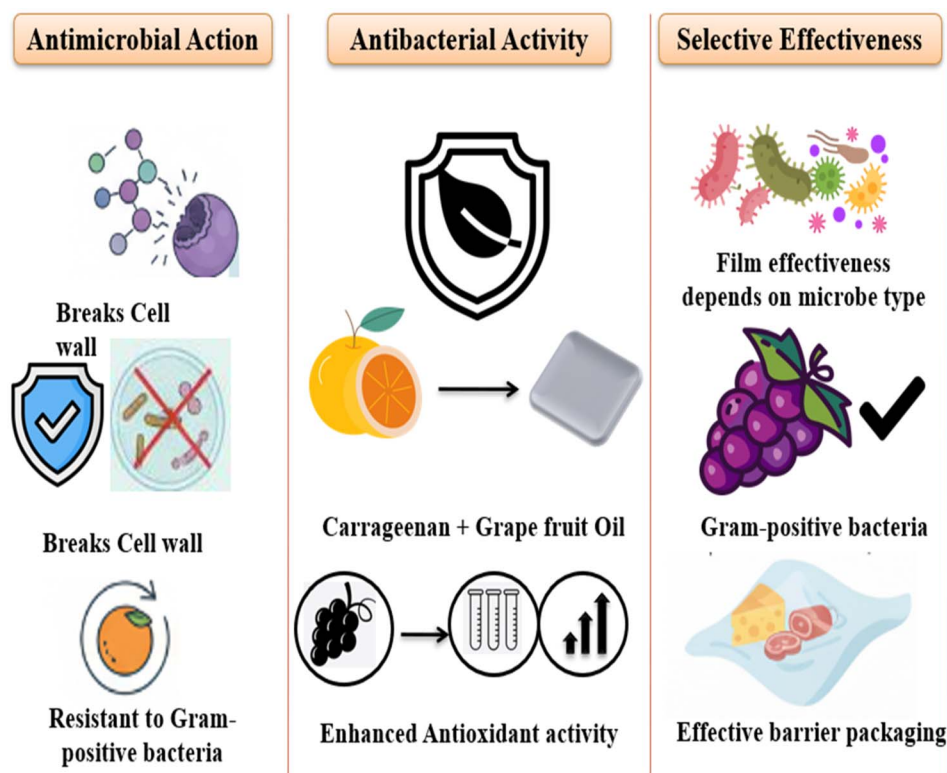 Antimicrobial Action
Breaks Cell
wall
Breaks Cell wall
Resistant to Gram-
positive bacteria
Antibacterial Activity
Carrageenan + Grape fruit Oil
Enhanced Antioxidant activity
Selective Effectiveness
Film effectiveness
depends on microbe type
Gram-positive bacteria
Effective barrier packaging